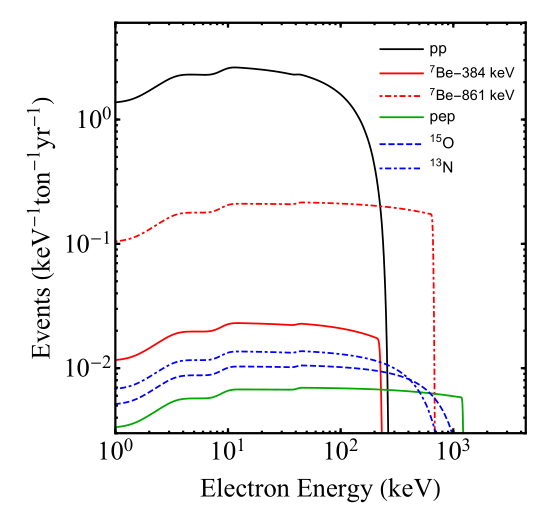 pp
⁷Be−384 keV
⁷Be−861 keV
pep
¹⁵O
¹³N
10⁰
10⁻¹
10⁻²
Events (keV⁻¹ton⁻¹yr⁻¹)
10⁰ 10¹ 10² 10³
Electron Energy (keV)